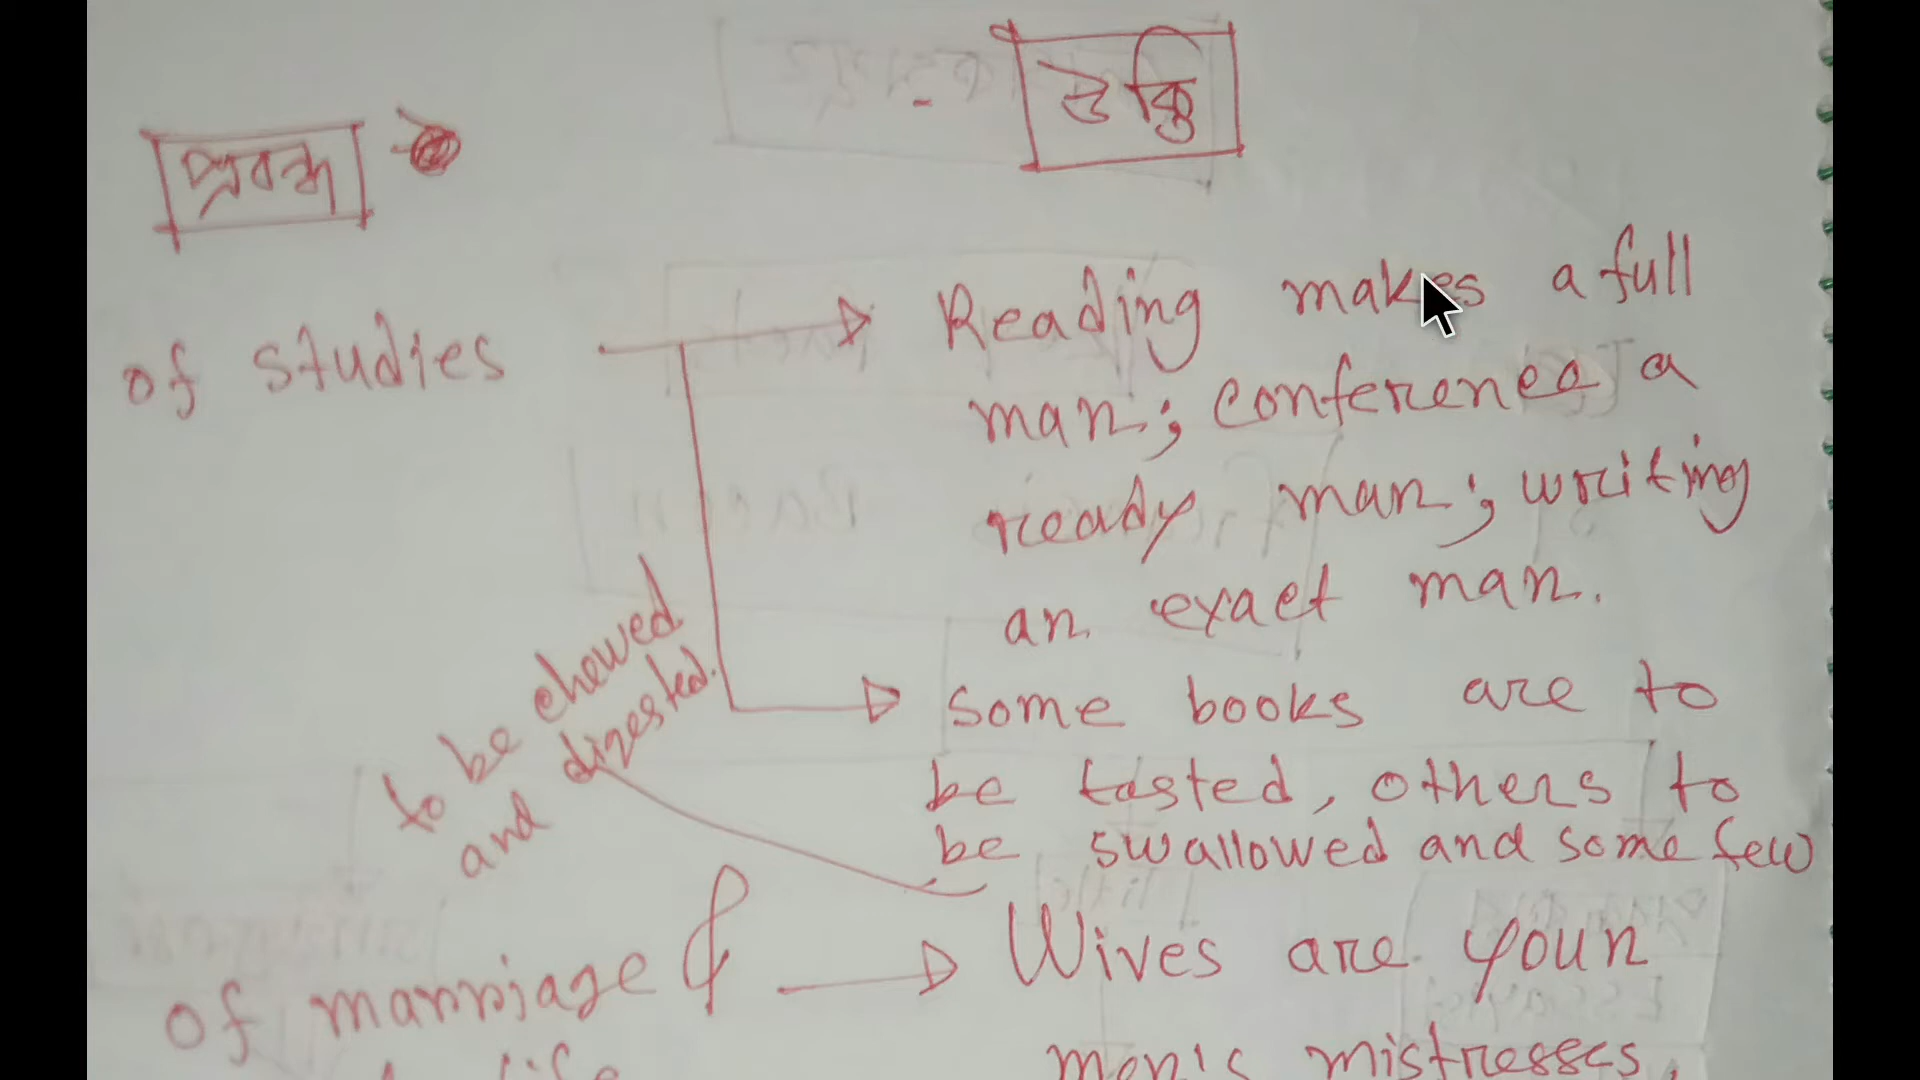 উক্তি
প্রবন্ধ
of studies
Reading makes a full
man; conference a
ready man; writing
an exact man.
Some books are to
be tasted, others to
be swallowed and some few
to be chewed
and digested.
of marriage &
life
Wives are youn
men's mistresses,